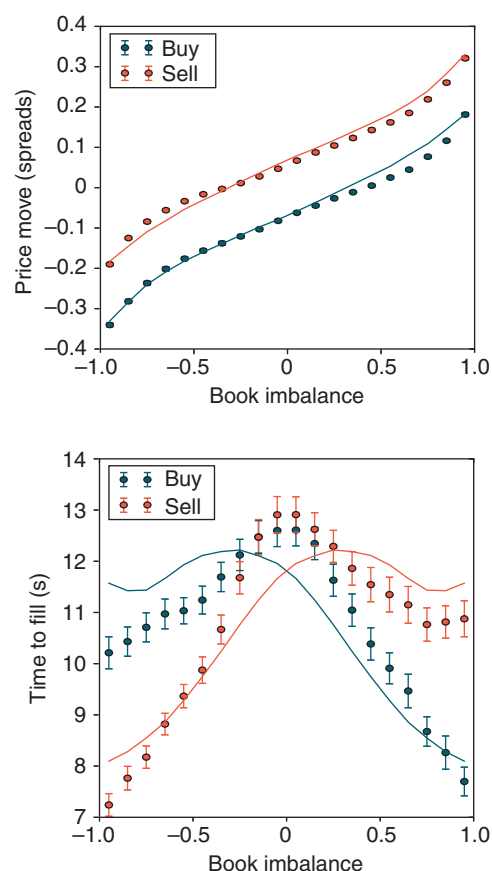 0.4
0.3
0.2
0.1
0
−0.1
−0.2
−0.3
−0.4
Price move (spreads)
Buy
Sell
−1.0 −0.5 0 0.5 1.0
Book imbalance
14
13
12
11
10
9
8
7
Time to fill (s)
Buy
Sell
−1.0 −0.5 0 0.5 1.0
Book imbalance